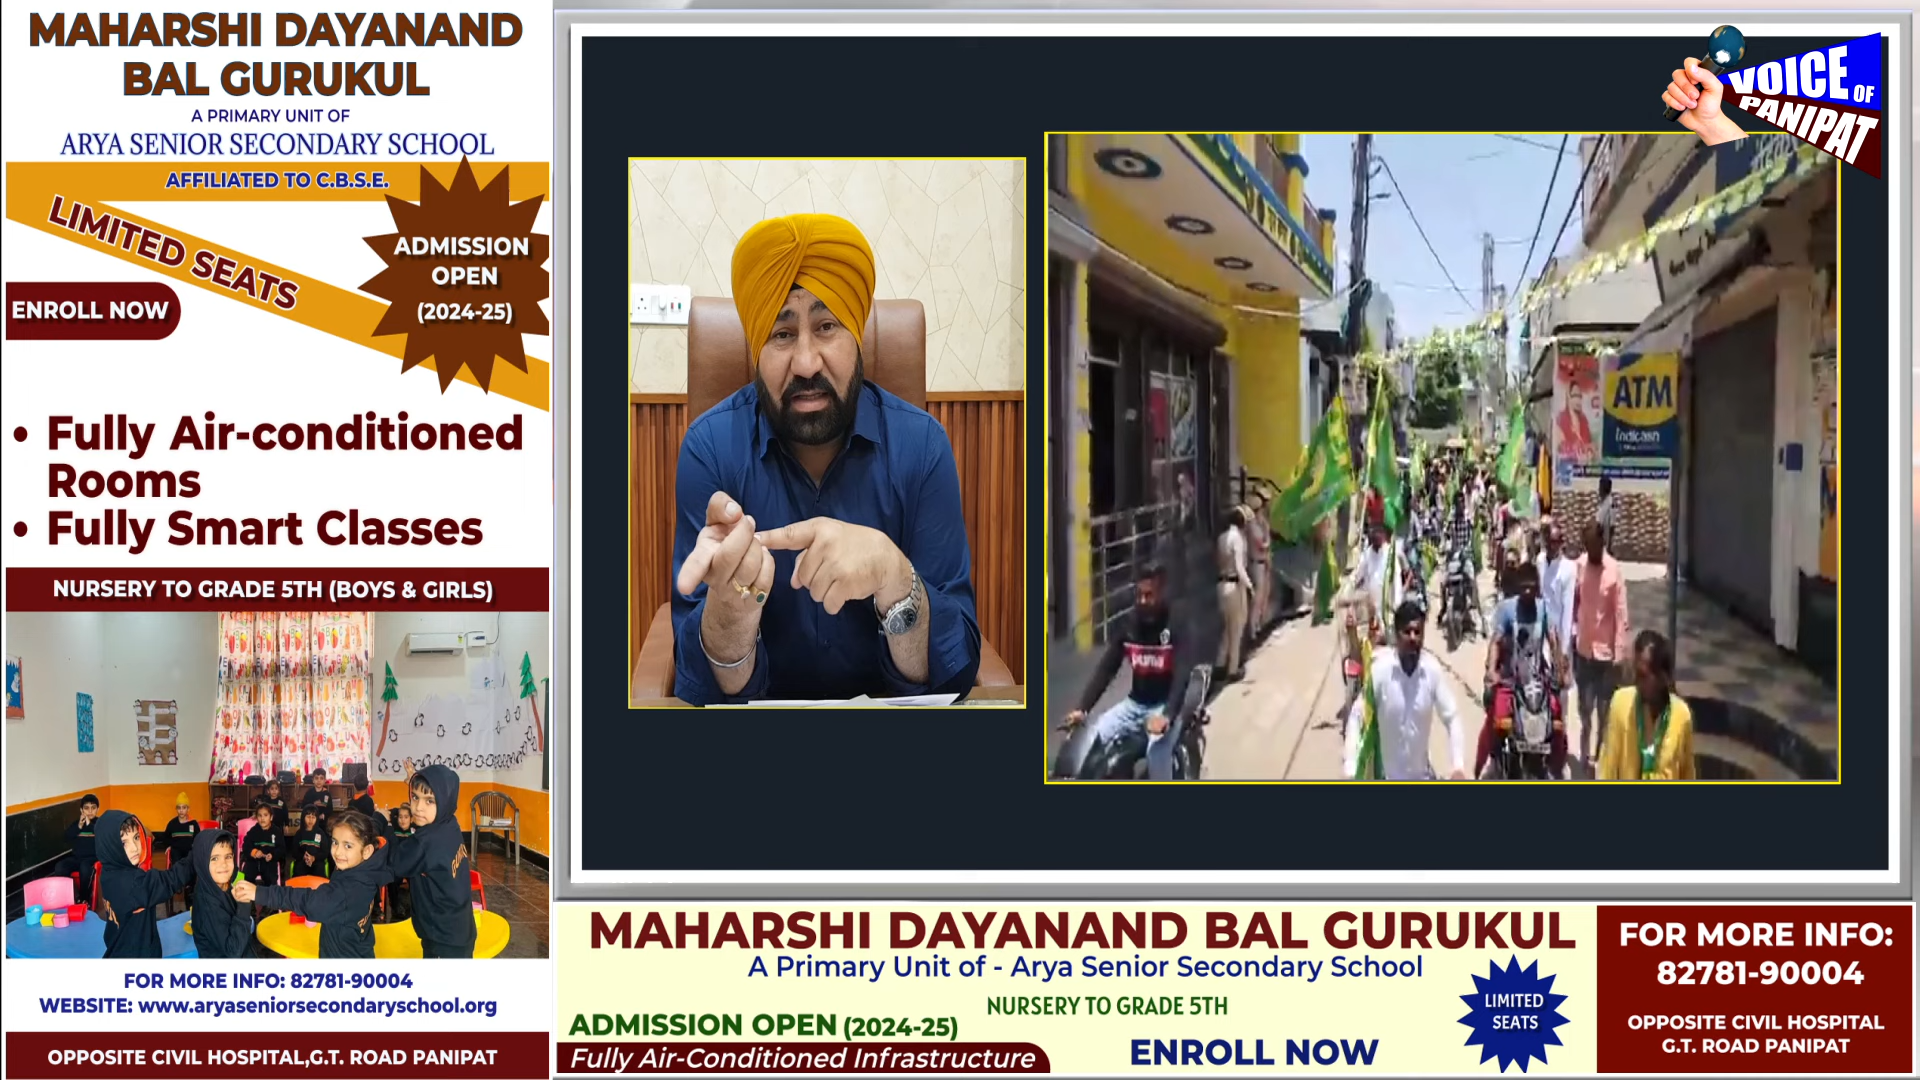 MAHARSHI DAYANAND
BAL GURUKUL
A PRIMARY UNIT OF
ARYA SENIOR SECONDARY SCHOOL
AFFILIATED TO C.B.S.E.
LIMITED SEATS
ADMISSION
OPEN
(2024-25)
ENROLL NOW
• Fully Air-conditioned
Rooms
• Fully Smart Classes
NURSERY TO GRADE 5TH (BOYS & GIRLS)
FOR MORE INFO: 82781-90004
WEBSITE: www.aryaseniorsecondaryschool.org
OPPOSITE CIVIL HOSPITAL,G.T. ROAD PANIPAT
VOICE OF
PANIPAT
ATM
indicash
MAHARSHI DAYANAND BAL GURUKUL
A Primary Unit of - Arya Senior Secondary School
NURSERY TO GRADE 5TH
ADMISSION OPEN (2024-25)
Fully Air-Conditioned Infrastructure
ENROLL NOW
LIMITED
SEATS
FOR MORE INFO:
82781-90004
OPPOSITE CIVIL HOSPITAL
G.T. ROAD PANIPAT